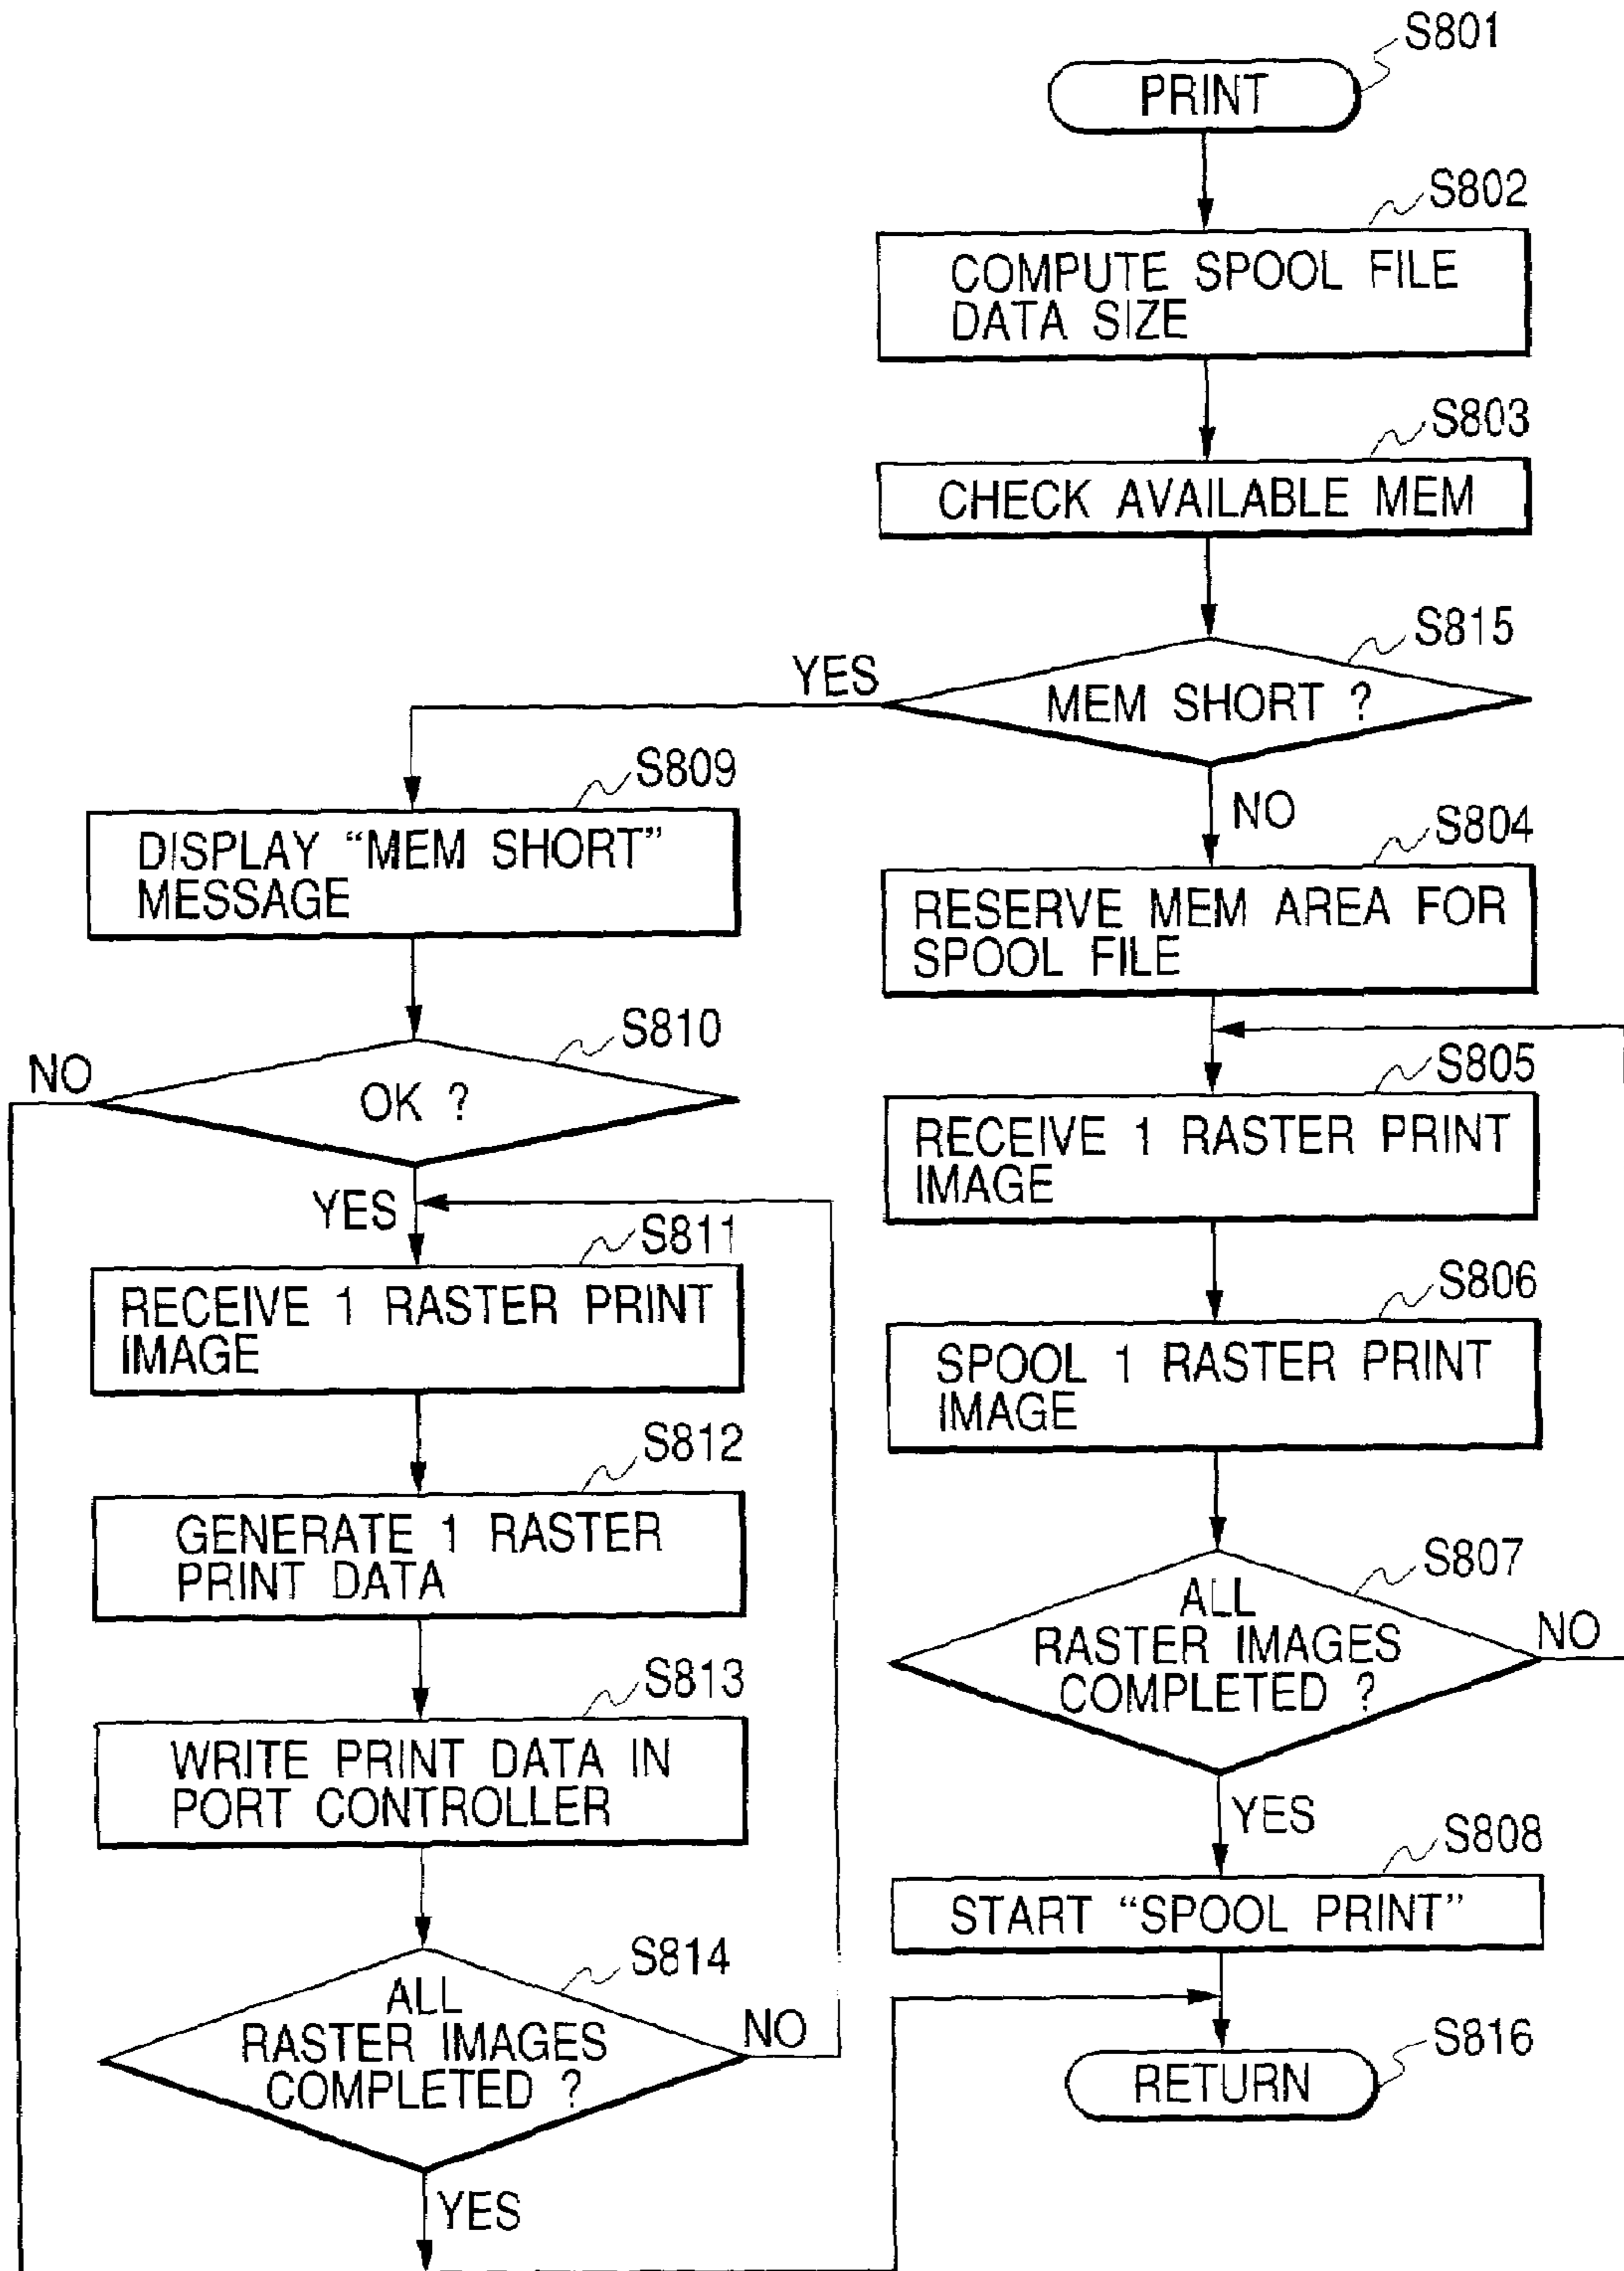 S801
PRINT
S802
COMPUTE SPOOL FILE
DATA SIZE
S803
CHECK AVAILABLE MEM
S815
MEM SHORT ?
YES
NO
S809
DISPLAY “MEM SHORT”
MESSAGE
S810
OK ?
NO
YES
S811
RECEIVE 1 RASTER PRINT
IMAGE
S812
GENERATE 1 RASTER
PRINT DATA
S813
WRITE PRINT DATA IN
PORT CONTROLLER
S814
ALL
RASTER IMAGES
COMPLETED ?
NO
YES
S804
RESERVE MEM AREA FOR
SPOOL FILE
S805
RECEIVE 1 RASTER PRINT
IMAGE
S806
SPOOL 1 RASTER PRINT
IMAGE
S807
ALL
RASTER IMAGES
COMPLETED ?
NO
YES
S808
START “SPOOL PRINT”
S816
RETURN